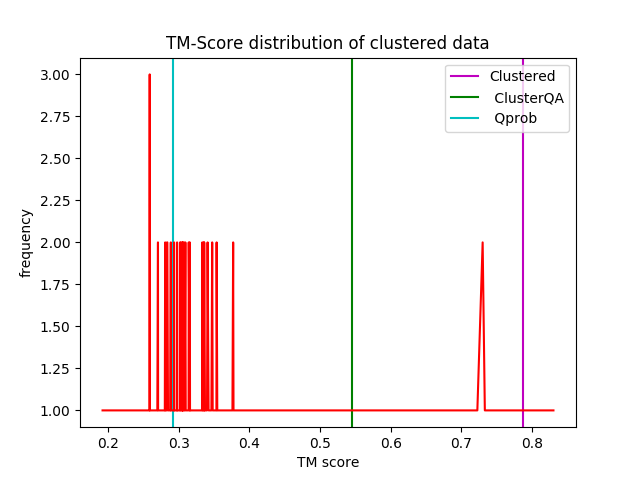 TM-Score distribution of clustered data
3.00
2.75
2.50
2.25
2.00
1.75
1.50
1.25
1.00
frequency
Clustered
ClusterQA
Qprob
0.2 0.3 0.4 0.5 0.6 0.7 0.8
TM score